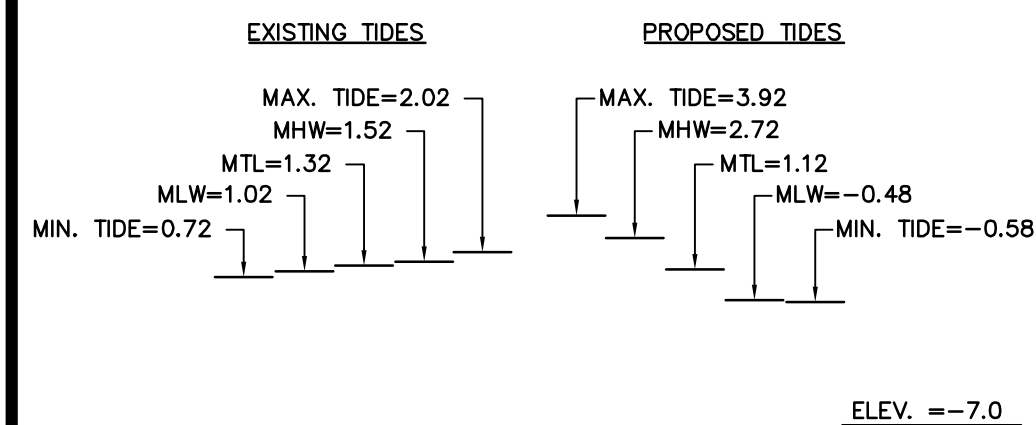 EXISTING TIDES
MAX. TIDE=2.02
MHW=1.52
MTL=1.32
MLW=1.02
MIN. TIDE=0.72
PROPOSED TIDES
MAX. TIDE=3.92
MHW=2.72
MTL=1.12
MLW=-0.48
MIN. TIDE=-0.58
ELEV. =-7.0